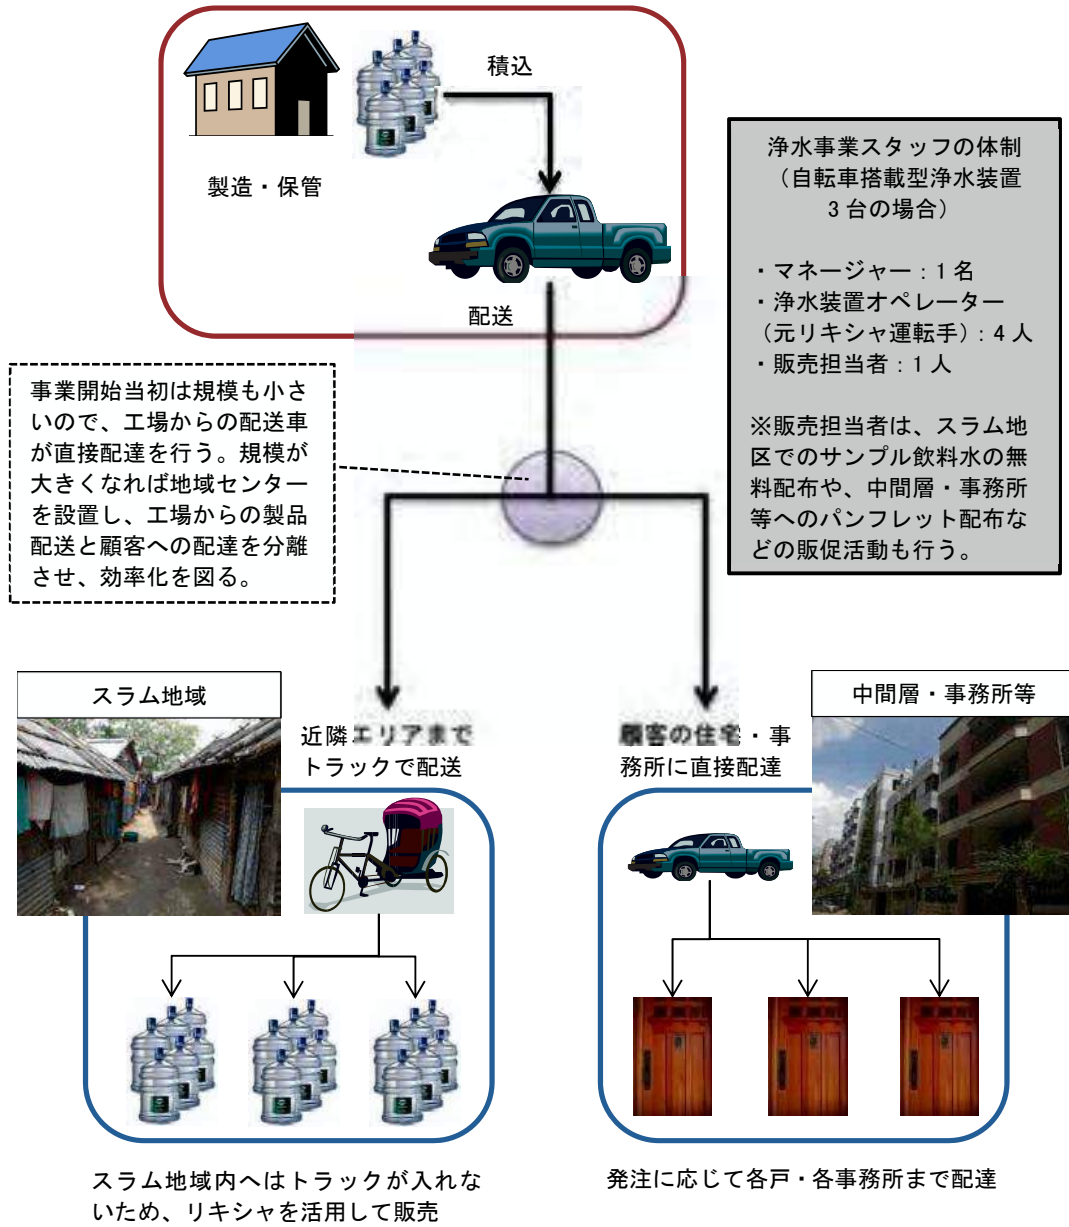 積込
製造・保管
配送
浄水事業スタッフの体制
（自転車搭載型浄水装置
3 台の場合）
・マネージャー：1 名
・浄水装置オペレーター
（元リキシャ運転手）：4 人
・販売担当者：1 人
※販売担当者は、スラム地
区でのサンプル飲料水の無
料配布や、中間層・事務所
等へのパンフレット配布な
どの販促活動も行う。
事業開始当初は規模も小さ
いので、工場からの配送車
が直接配達を行う。規模が
大きくなれば地域センター
を設置し、工場からの製品
配送と顧客への配達を分離
させ、効率化を図る。
スラム地域
近隣エリアまで
トラックで配送
顧客の住宅・事
務所に直接配達
中間層・事務所等
スラム地域内へはトラックが入れな
いため、リキシャを活用して販売
発注に応じて各戸・各事務所まで配達